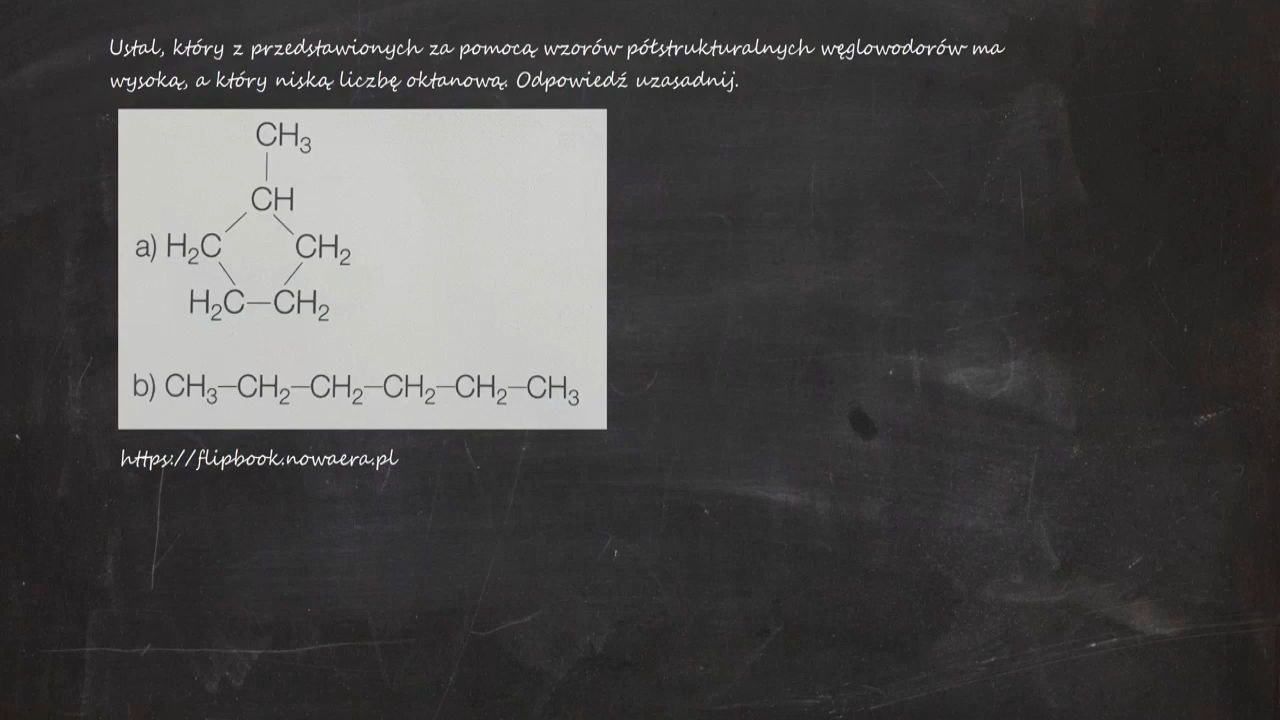 Ustal, który z przedstawionych za pomocą wzorów półstrukturalnych węglowodorów ma
wysoką, a który niską liczbę oktanową. Odpowiedź uzasadnij.
CH₃
CH
a) H₂C CH₂
H₂C–CH₂
b) CH₃–CH₂–CH₂–CH₂–CH₂–CH₃
https://flipbook.nowaera.pl